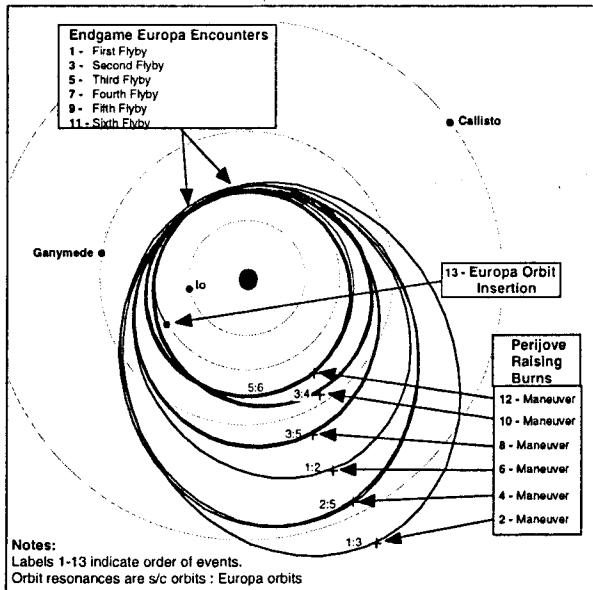 Endgame Europa Encounters
1 - First Flyby
3 - Second Flyby
5 - Third Flyby
7 - Fourth Flyby
9 - Fifth Flyby
11 - Sixth Flyby
Callisto
Ganymede
Io
13 - Europa Orbit
Insertion
Perijove
Raising
Burns
12 - Maneuver
10 - Maneuver
8 - Maneuver
6 - Maneuver
4 - Maneuver
2 - Maneuver
5:6
3:4
3:5
1:2
2:5
1:3
Notes:
Labels 1-13 indicate order of events.
Orbit resonances are s/c orbits : Europa orbits